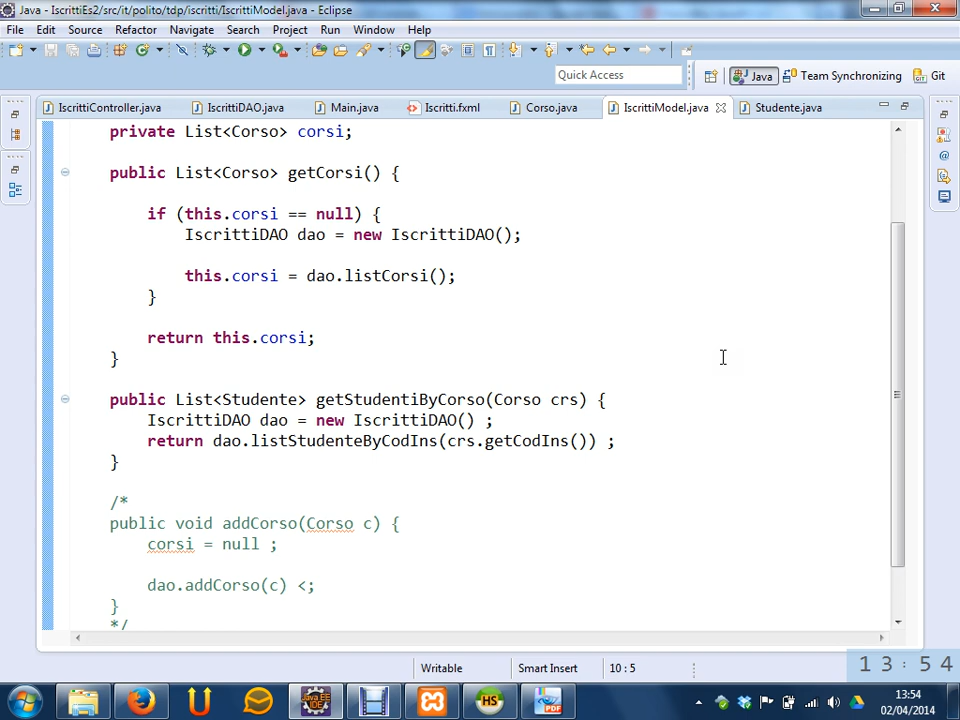 Java - IscrittiEs2/src/it/polito/tdp/iscritti/IscrittiModel.java - Eclipse
File Edit Source Refactor Navigate Search Project Run Window Help
Quick Access
Java Team Synchronizing Git
IscrittiController.java IscrittiDAO.java Main.java Iscritti.fxml Corso.java IscrittiModel.java Studente.java
private List<Corso> corsi;
public List<Corso> getCorsi() {
if (this.corsi == null) {
IscrittiDAO dao = new IscrittiDAO();
this.corsi = dao.listCorsi();
}
return this.corsi;
}
public List<Studente> getStudentiByCorso(Corso crs) {
IscrittiDAO dao = new IscrittiDAO() ;
return dao.listStudenteByCodIns(crs.getCodIns()) ;
}
/*
public void addCorso(Corso c) {
corsi = null ;
dao.addCorso(c) <;
}
*/
Writable Smart Insert 10 : 5
13:54
Java EE
IDE
HS
PDF
13:54
02/04/2014